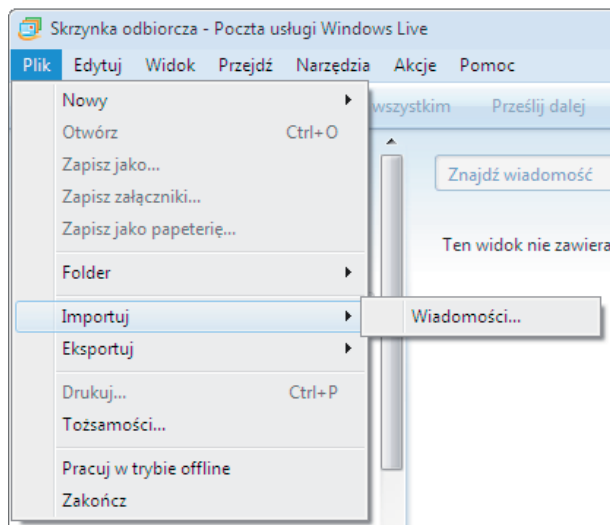 Skrzynka odbiorcza - Poczta usługi Windows Live
Plik Edytuj Widok Przejdź Narzędzia Akcje Pomoc
Nowy
wszystkim Prześlij dalej
Otwórz Ctrl+O
Zapisz jako...
Znajdź wiadomość
Zapisz załączniki...
Zapisz jako papeterię...
Ten widok nie zawiera
Folder
Importuj
Wiadomości...
Eksportuj
Drukuj... Ctrl+P
Tożsamości...
Pracuj w trybie offline
Zakończ